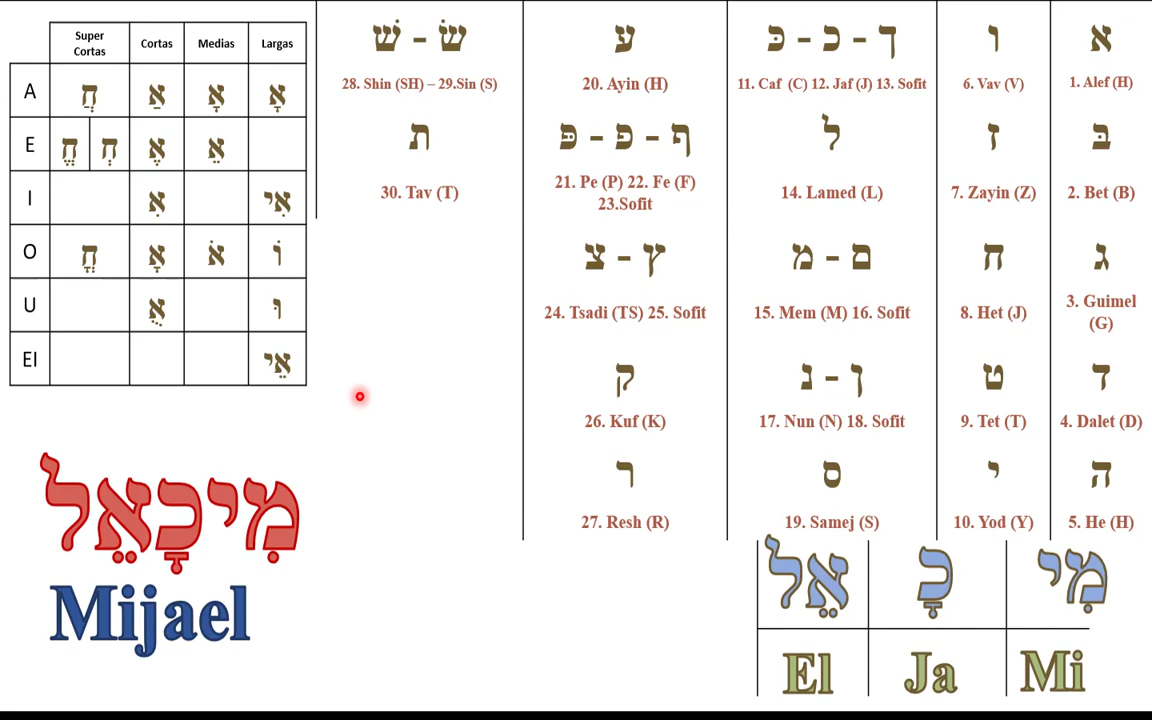 Super Cortas Cortas Medias Largas
A חֲ אַ אָ אָ
E חֱ חְ אֶ אֵ
I אִ אִי
O חֳ אָ אֹ וֹ
U אֻ וּ
EI אֵי
שׁ – שׂ
28. Shin (SH) – 29.Sin (S)
ת
30. Tav (T)
ע
20. Ayin (H)
פּ – פ – ף
21. Pe (P) 22. Fe (F)
23.Sofit
צ – ץ
24. Tsadi (TS) 25. Sofit
ק
26. Kuf (K)
ר
27. Resh (R)
כּ – כ – ך
11. Caf (C) 12. Jaf (J) 13. Sofit
ל
14. Lamed (L)
מ – ם
15. Mem (M) 16. Sofit
נ – ן
17. Nun (N) 18. Sofit
ס
19. Samej (S)
ו
6. Vav (V)
ז
7. Zayin (Z)
ח
8. Het (J)
ט
9. Tet (T)
י
10. Yod (Y)
א
1. Alef (H)
בּ
2. Bet (B)
ג
3. Guimel
(G)
ד
4. Dalet (D)
ה
5. He (H)
מִיכָאֵל
Mijael
אֵל כָ מִי
El Ja Mi